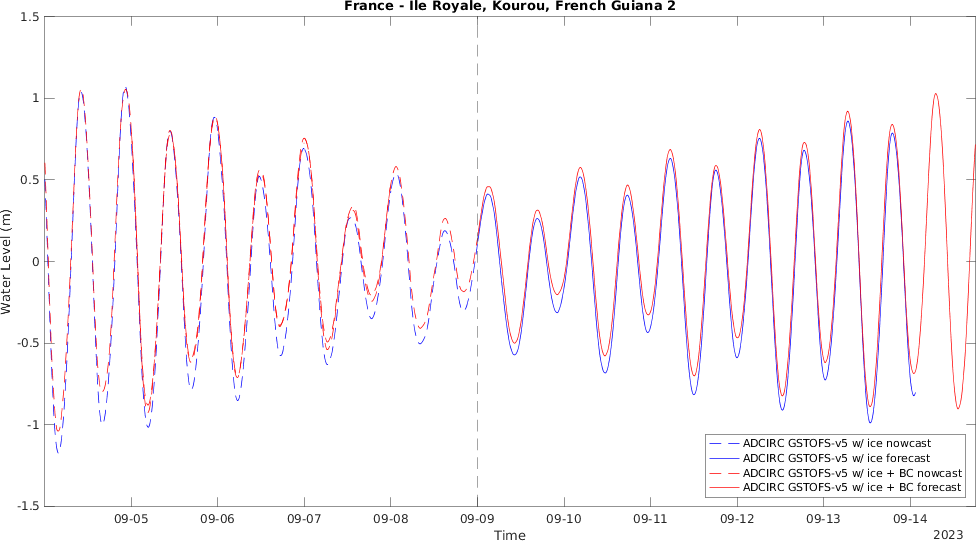 France - Ile Royale, Kourou, French Guiana 2
1.5
1
0.5
0
-0.5
-1
-1.5
Water Level (m)
09-05 09-06 09-07 09-08 09-09 09-10 09-11 09-12 09-13 09-14
Time
2023
ADCIRC GSTOFS-v5 w/ ice nowcast
ADCIRC GSTOFS-v5 w/ ice forecast
ADCIRC GSTOFS-v5 w/ ice + BC nowcast
ADCIRC GSTOFS-v5 w/ ice + BC forecast